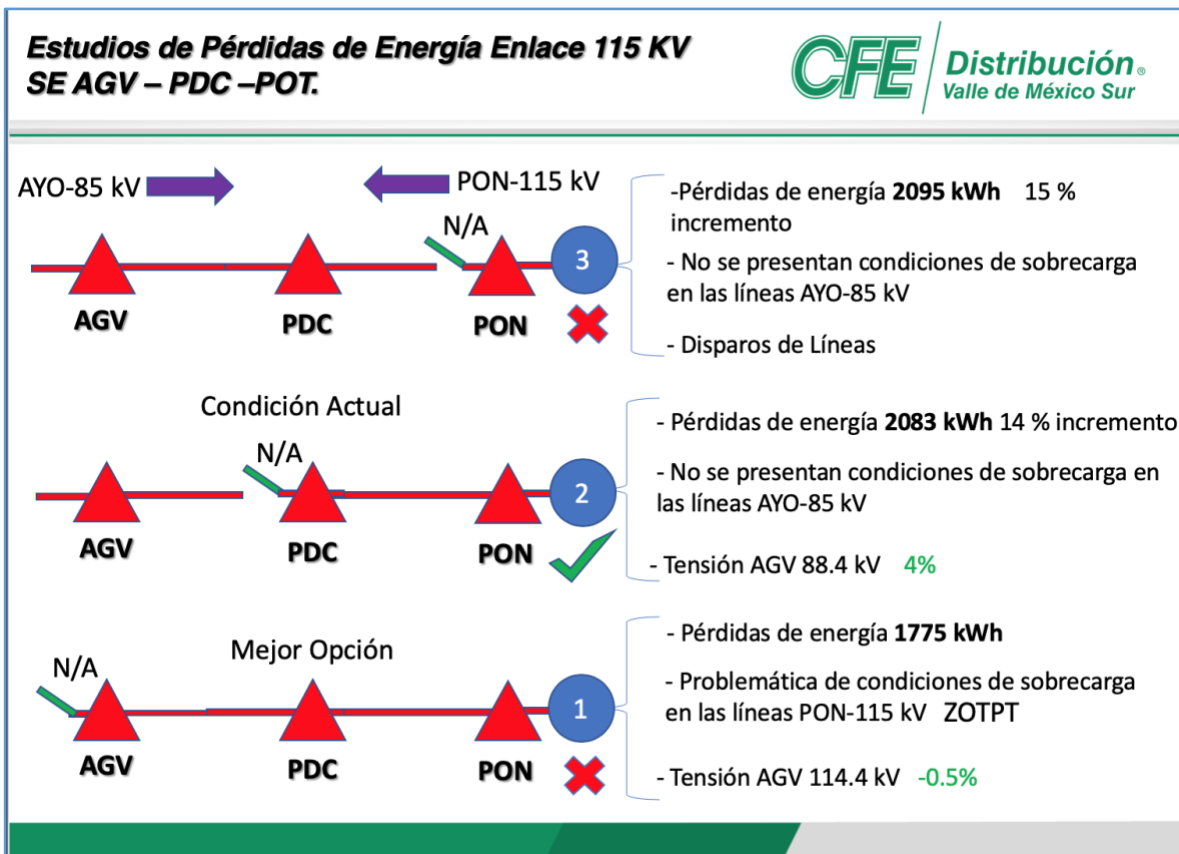 Estudios de Pérdidas de Energía Enlace 115 KV
SE AGV – PDC –POT.
CFE
Distribución®
Valle de México Sur
AYO-85 kV
PON-115 kV
N/A
AGV
PDC
PON
3
-Pérdidas de energía 2095 kWh 15 %
incremento
- No se presentan condiciones de sobrecarga
en las líneas AYO-85 kV
- Disparos de Líneas
Condición Actual
N/A
AGV
PDC
PON
2
- Pérdidas de energía 2083 kWh 14 % incremento
- No se presentan condiciones de sobrecarga en
las líneas AYO-85 kV
- Tensión AGV 88.4 kV 4%
Mejor Opción
N/A
AGV
PDC
PON
1
- Pérdidas de energía 1775 kWh
- Problemática de condiciones de sobrecarga
en las líneas PON-115 kV ZOTPT
- Tensión AGV 114.4 kV -0.5%